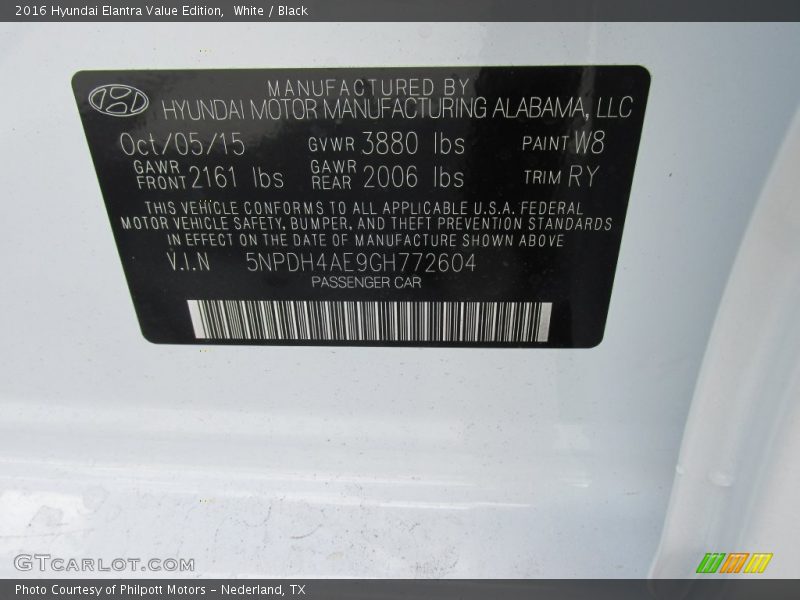 2016 Hyundai Elantra Value Edition, White / Black
MANUFACTURED BY
HYUNDAI MOTOR MANUFACTURING ALABAMA, LLC
Oct/05/15 GVWR 3880 lbs PAINT W8
GAWR FRONT 2161 lbs GAWR REAR 2006 lbs TRIM RY
THIS VEHICLE CONFORMS TO ALL APPLICABLE U.S.A. FEDERAL
MOTOR VEHICLE SAFETY, BUMPER, AND THEFT PREVENTION STANDARDS
IN EFFECT ON THE DATE OF MANUFACTURE SHOWN ABOVE
V.I.N 5NPDH4AE9GH772604
PASSENGER CAR
GTCARLOT.COM
Photo Courtesy of Philpott Motors - Nederland, TX